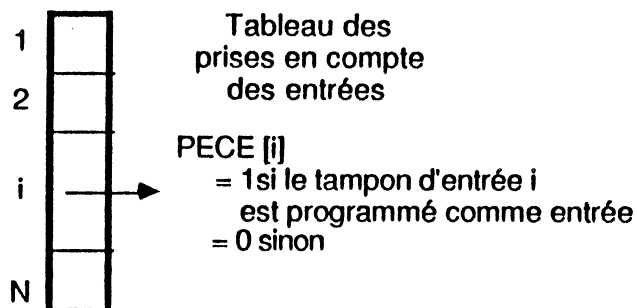 Tableau des
prises en compte
des entrées
1
2
i
N
PECE [i]
= 1si le tampon d'entrée i
est programmé comme entrée
= 0 sinon